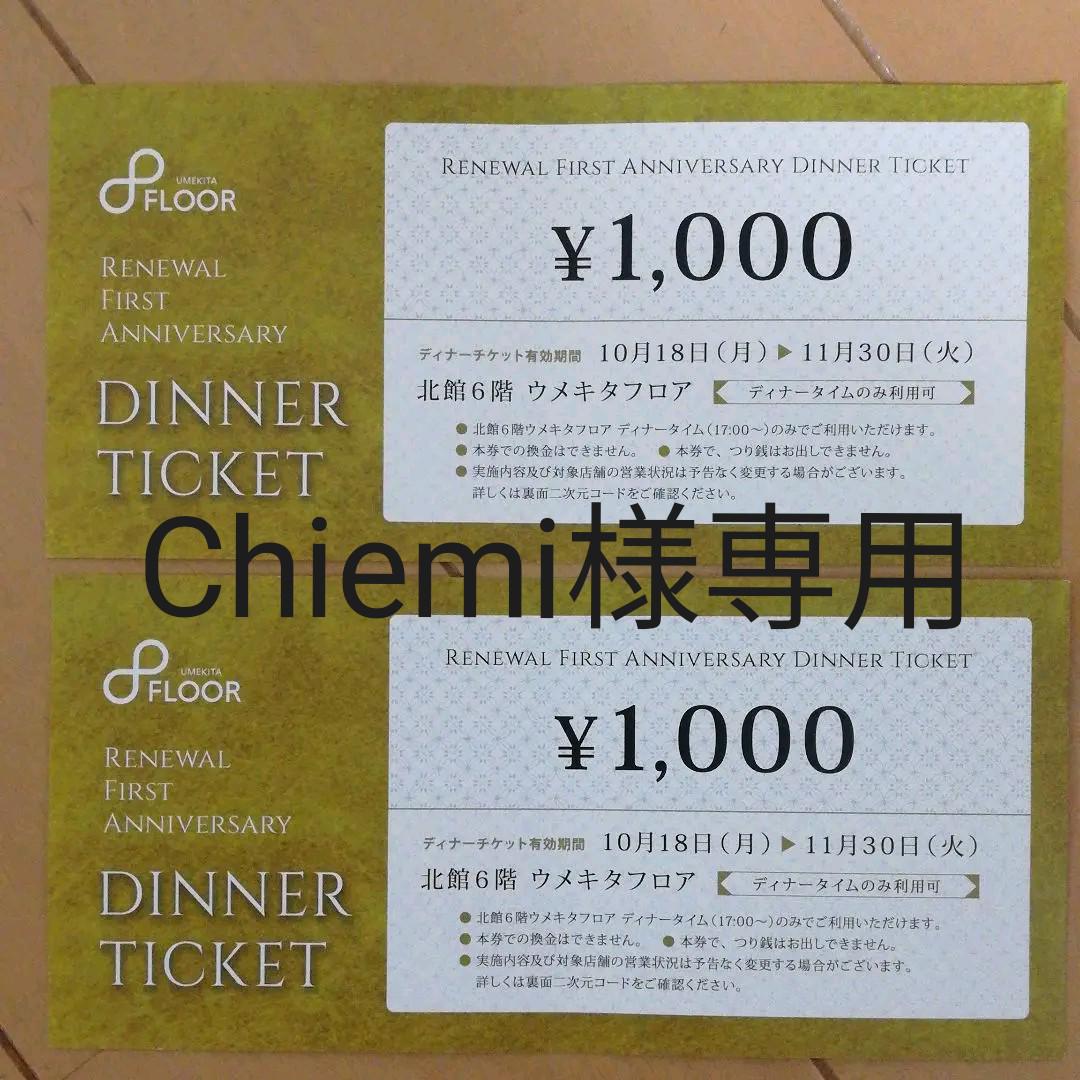 UMEKITA
FLOOR
RENEWAL
FIRST
ANNIVERSARY
DINNER
TICKET
RENEWAL FIRST ANNIVERSARY DINNER TICKET
¥1,000
ディナーチケット有効期間 10月18日(月)▶11月30日(火)
北館6階 ウメキタフロア ディナータイムのみ利用可
●北館6階ウメキタフロア ディナータイム(17:00〜)のみでご利用いただけます。
●本券での換金はできません。 ●本券で、つり銭はお出しできません。
●実施内容及び対象店舗の営業状況は予告なく変更する場合がございます。
詳しくは裏面二次元コードをご確認ください。
Chiemi様専用
UMEKITA
FLOOR
RENEWAL
FIRST
ANNIVERSARY
DINNER
TICKET
RENEWAL FIRST ANNIVERSARY DINNER TICKET
¥1,000
ディナーチケット有効期間 10月18日(月)▶11月30日(火)
北館6階 ウメキタフロア ディナータイムのみ利用可
●北館6階ウメキタフロア ディナータイム(17:00〜)のみでご利用いただけます。
●本券での換金はできません。 ●本券で、つり銭はお出しできません。
●実施内容及び対象店舗の営業状況は予告なく変更する場合がございます。
詳しくは裏面二次元コードをご確認ください。